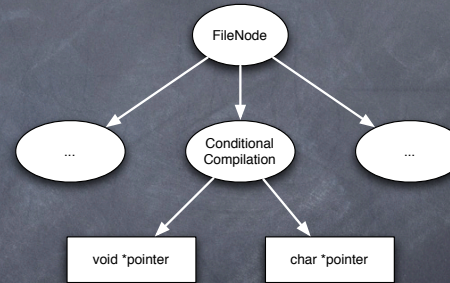 FileNode
...
Conditional
Compilation
...
void *pointer
char *pointer